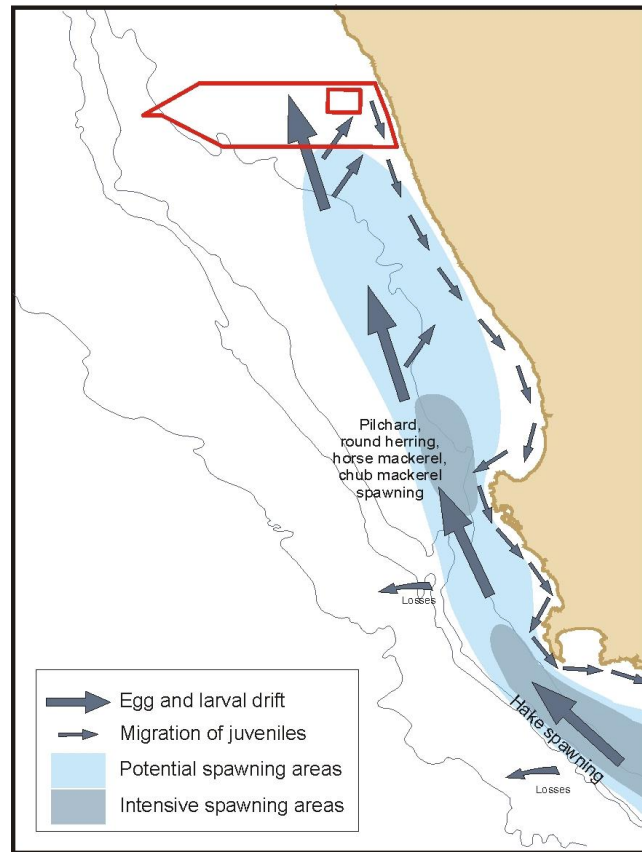 Pilchard,
round herring,
horse mackerel,
chub mackerel
spawning
Losses
Hake spawning
Losses
Egg and larval drift
Migration of juveniles
Potential spawning areas
Intensive spawning areas